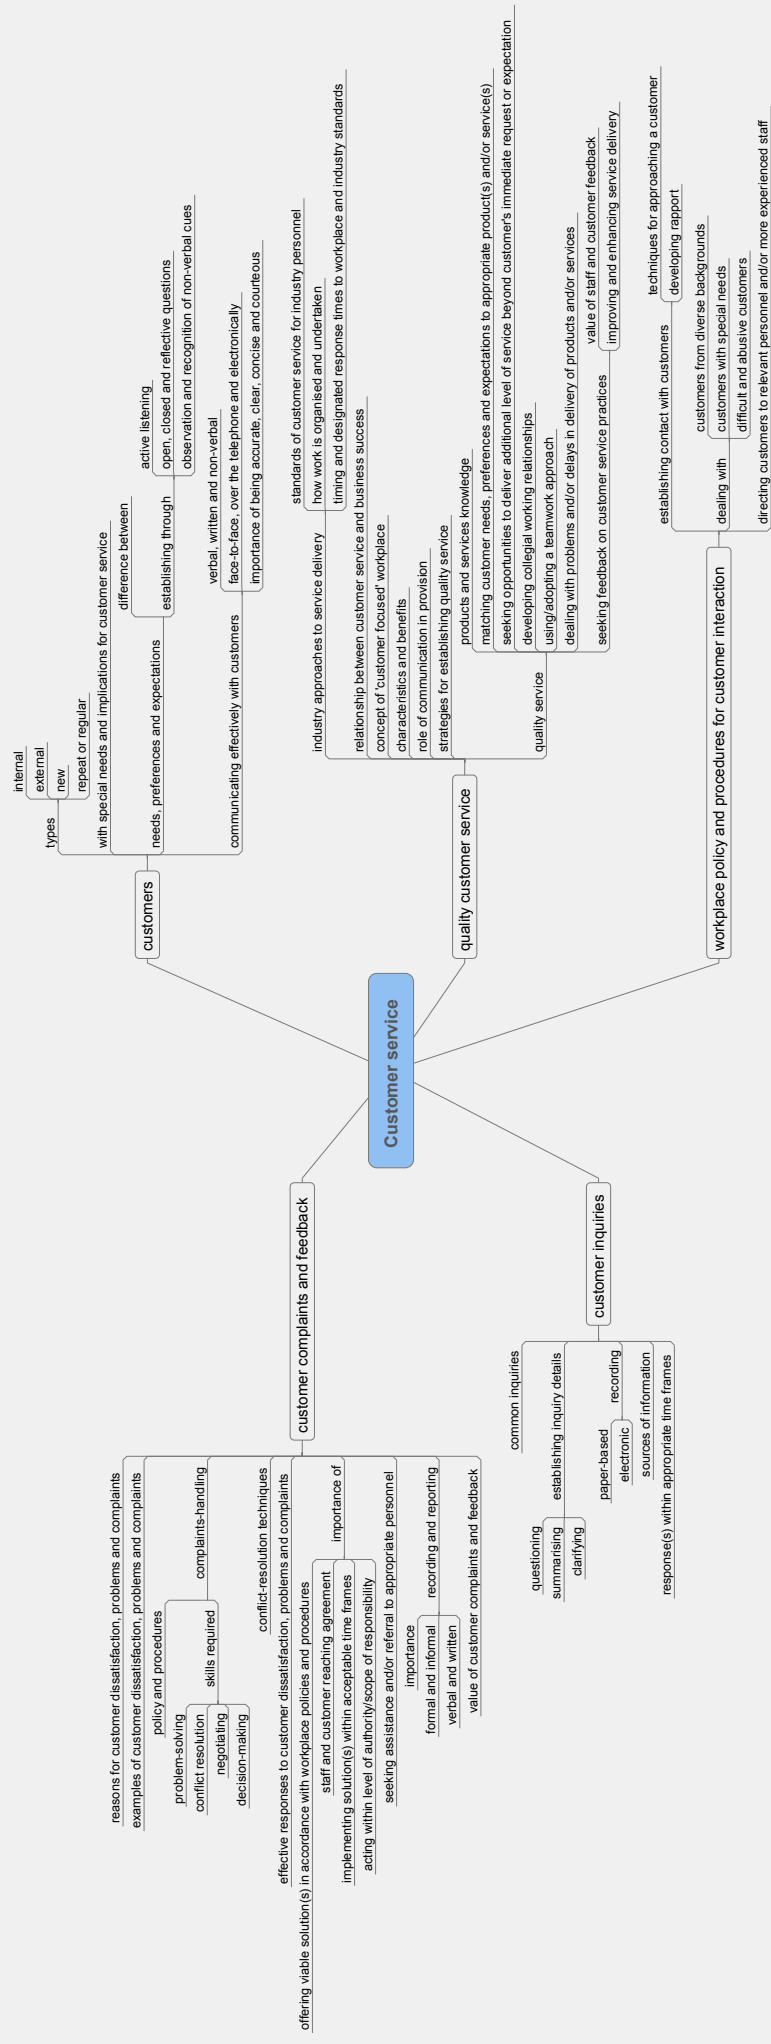 Customer service
customers
types
internal
external
new
repeat or regular
with special needs and implications for customer service
needs, preferences and expectations
difference between
establishing through
active listening
open, closed and reflective questions
observation and recognition of non-verbal cues
communicating effectively with customers
verbal, written and non-verbal
face-to-face, over the telephone and electronically
importance of being accurate, clear, concise and courteous
quality customer service
industry approaches to service delivery
standards of customer service for industry personnel
how work is organised and undertaken
timing and designated response times to workplace and industry standards
relationship between customer service and business success
concept of 'customer focused' workplace
characteristics and benefits
role of communication in provision
strategies for establishing quality service
quality service
products and services knowledge
matching customer needs, preferences and expectations to appropriate product(s) and/or service(s)
seeking opportunities to deliver additional level of service beyond customer's immediate request or expectation
developing collegial working relationships
using/adopting a teamwork approach
dealing with problems and/or delays in delivery of products and/or services
seeking feedback on customer service practices
value of staff and customer feedback
improving and enhancing service delivery
workplace policy and procedures for customer interaction
establishing contact with customers
techniques for approaching a customer
developing rapport
dealing with
customers from diverse backgrounds
customers with special needs
difficult and abusive customers
directing customers to relevant personnel and/or more experienced staff
customer complaints and feedback
reasons for customer dissatisfaction, problems and complaints
examples of customer dissatisfaction, problems and complaints
complaints-handling
policy and procedures
skills required
problem-solving
conflict resolution
negotiating
decision-making
conflict-resolution techniques
effective responses to customer dissatisfaction, problems and complaints
offering viable solution(s) in accordance with workplace policies and procedures
importance of
staff and customer reaching agreement
implementing solution(s) within acceptable time frames
acting within level of authority/scope of responsibility
seeking assistance and/or referral to appropriate personnel
recording and reporting
importance
formal and informal
verbal and written
value of customer complaints and feedback
customer inquiries
common inquiries
establishing inquiry details
questioning
summarising
clarifying
recording
paper-based
electronic
sources of information
response(s) within appropriate time frames